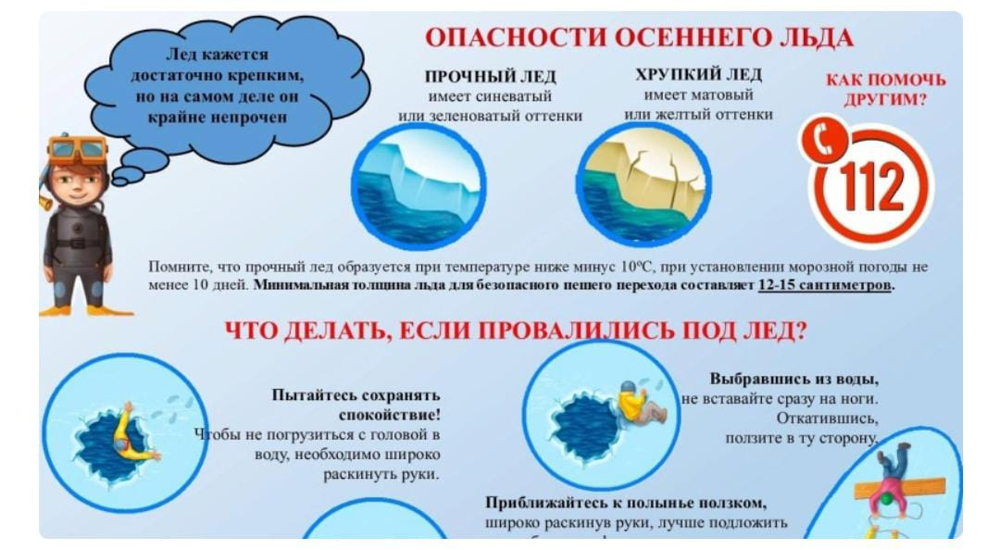 Лед кажется
достаточно крепким,
но на самом деле он
крайне непрочен
ОПАСНОСТИ ОСЕННЕГО ЛЬДА
ПРОЧНЫЙ ЛЕД
имеет синеватый
или зеленоватый оттенки
ХРУПКИЙ ЛЕД
имеет матовый
или желтый оттенки
КАК ПОМОЧЬ
ДРУГИМ?
112
Помните, что прочный лед образуется при температуре ниже минус 10ºС, при установлении морозной погоды не
менее 10 дней. Минимальная толщина льда для безопасного пешего перехода составляет 12-15 сантиметров.
ЧТО ДЕЛАТЬ, ЕСЛИ ПРОВАЛИЛИСЬ ПОД ЛЕД?
Пытайтесь сохранять
спокойствие!
Чтобы не погрузиться с головой в
воду, необходимо широко
раскинуть руки.
Выбравшись из воды,
не вставайте сразу на ноги.
Откатившись,
ползите в ту сторону,
Приближайтесь к полынье ползком,
широко раскинув руки, лучше подложить